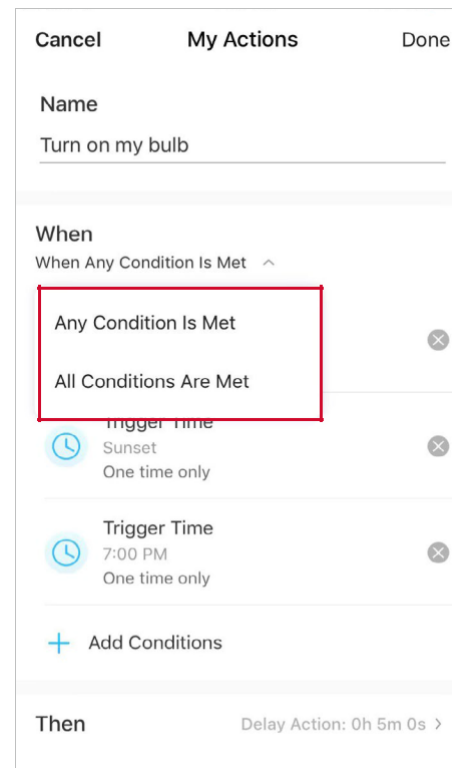 Cancel My Actions Done
Name
Turn on my bulb
When
When Any Condition Is Met
Any Condition Is Met
All Conditions Are Met
Trigger Time
Sunset
One time only
Trigger Time
7:00 PM
One time only
Add Conditions
Then Delay Action: 0h 5m 0s >